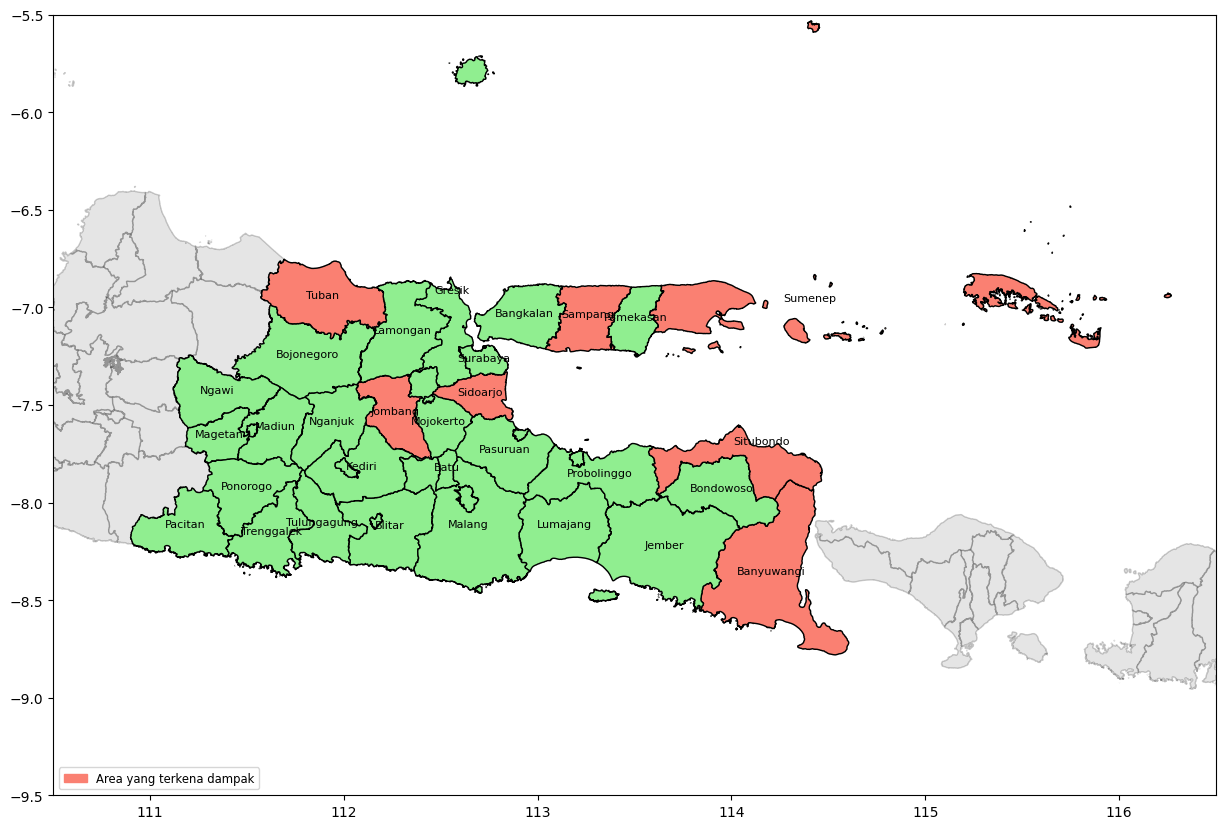 −5.5
−6.0
−6.5
−7.0
−7.5
−8.0
−8.5
−9.0
−9.5
Gresik
Tuban
Sumenep
Bangkalan
Sampang
Pamekasan
Lamongan
Bojonegoro
Surabaya
Ngawi
Sidoarjo
Jombang
Mojokerto
Nganjuk
Madiun
Magetan
Situbondo
Pasuruan
Kediri
Batu
Probolinggo
Ponorogo
Bondowoso
Pacitan
Trenggalek
Tulungagung
Blitar
Malang
Lumajang
Jember
Banyuwangi
Area yang terkena dampak
111
112
113
114
115
116